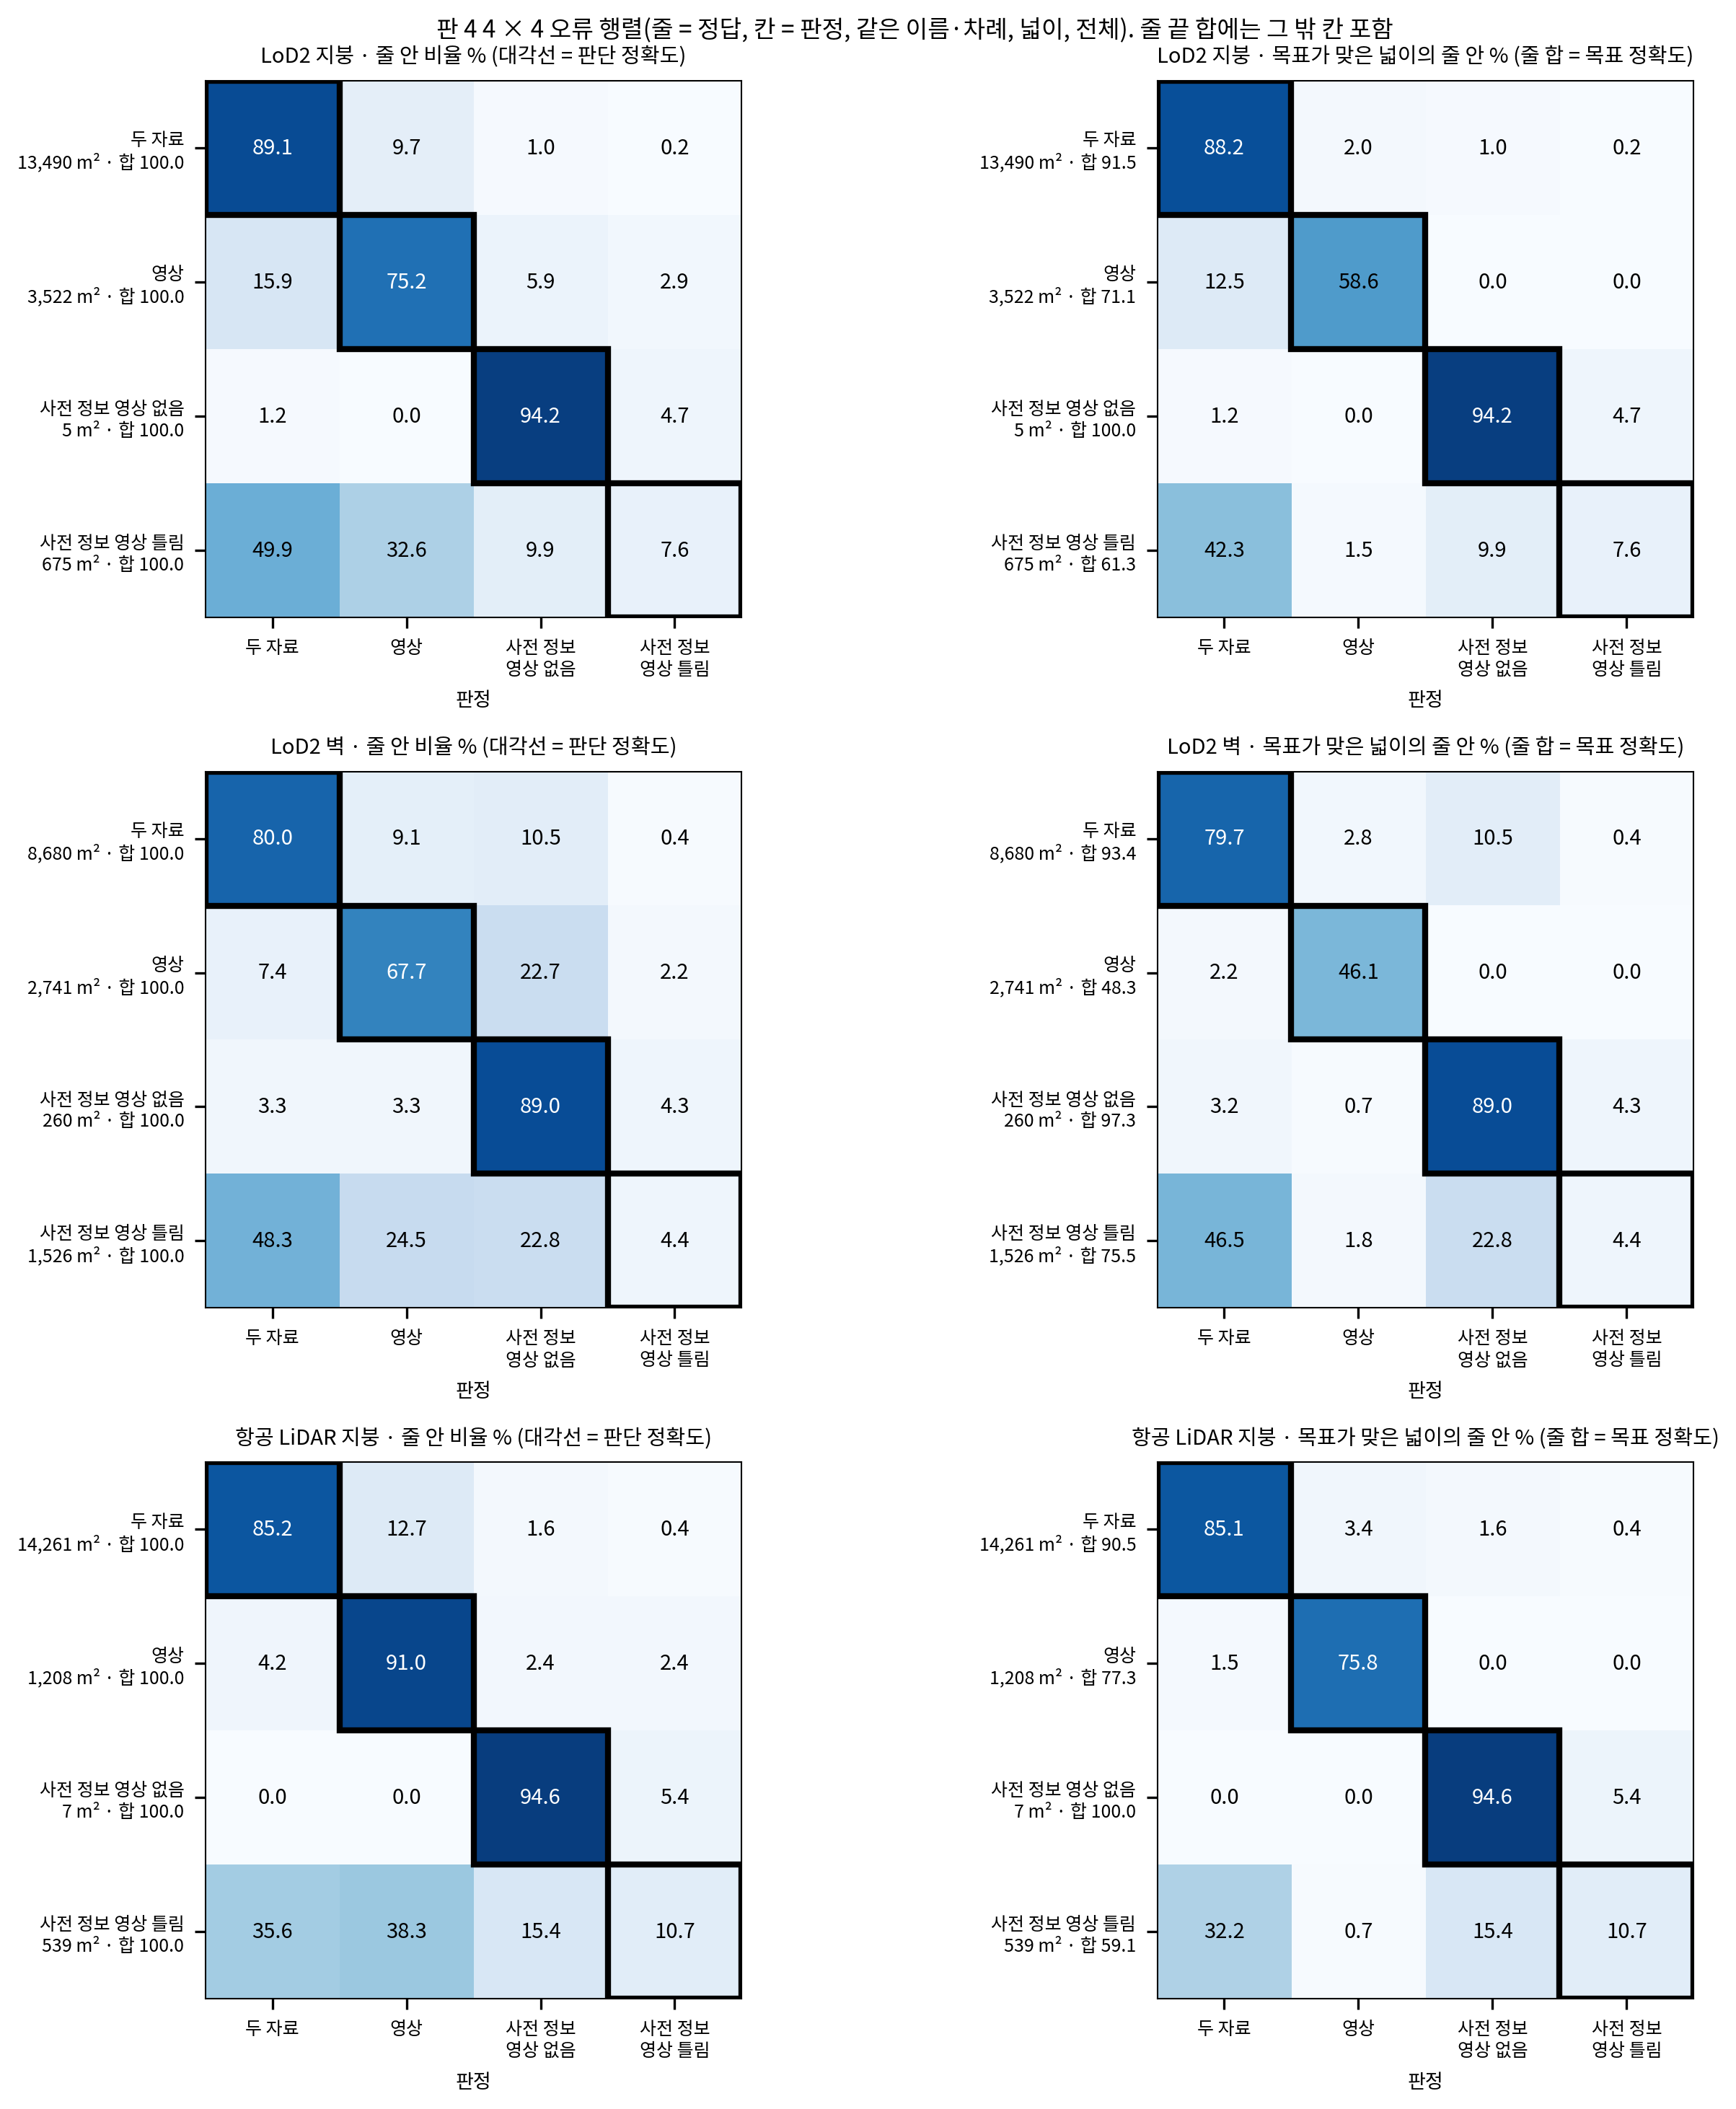 판 4 4 × 4 오류 행렬(줄 = 정답, 칸 = 판정, 같은 이름·차례, 넓이, 전체). 줄 끝 합에는 그 밖 칸 포함
LoD2 지붕 · 줄 안 비율 % (대각선 = 판단 정확도)
두 자료
13,490 m² · 합 100.0
89.1 9.7 1.0 0.2
영상
3,522 m² · 합 100.0
15.9 75.2 5.9 2.9
사전 정보 영상 없음
5 m² · 합 100.0
1.2 0.0 94.2 4.7
사전 정보 영상 틀림
675 m² · 합 100.0
49.9 32.6 9.9 7.6
두 자료 영상 사전 정보 사전 정보
영상 없음 영상 틀림
판정
LoD2 지붕 · 목표가 맞은 넓이의 줄 안 % (줄 합 = 목표 정확도)
두 자료
13,490 m² · 합 91.5
88.2 2.0 1.0 0.2
영상
3,522 m² · 합 71.1
12.5 58.6 0.0 0.0
사전 정보 영상 없음
5 m² · 합 100.0
1.2 0.0 94.2 4.7
사전 정보 영상 틀림
675 m² · 합 61.3
42.3 1.5 9.9 7.6
두 자료 영상 사전 정보 사전 정보
영상 없음 영상 틀림
판정
LoD2 벽 · 줄 안 비율 % (대각선 = 판단 정확도)
두 자료
8,680 m² · 합 100.0
80.0 9.1 10.5 0.4
영상
2,741 m² · 합 100.0
7.4 67.7 22.7 2.2
사전 정보 영상 없음
260 m² · 합 100.0
3.3 3.3 89.0 4.3
사전 정보 영상 틀림
1,526 m² · 합 100.0
48.3 24.5 22.8 4.4
두 자료 영상 사전 정보 사전 정보
영상 없음 영상 틀림
판정
LoD2 벽 · 목표가 맞은 넓이의 줄 안 % (줄 합 = 목표 정확도)
두 자료
8,680 m² · 합 93.4
79.7 2.8 10.5 0.4
영상
2,741 m² · 합 48.3
2.2 46.1 0.0 0.0
사전 정보 영상 없음
260 m² · 합 97.3
3.2 0.7 89.0 4.3
사전 정보 영상 틀림
1,526 m² · 합 75.5
46.5 1.8 22.8 4.4
두 자료 영상 사전 정보 사전 정보
영상 없음 영상 틀림
판정
항공 LiDAR 지붕 · 줄 안 비율 % (대각선 = 판단 정확도)
두 자료
14,261 m² · 합 100.0
85.2 12.7 1.6 0.4
영상
1,208 m² · 합 100.0
4.2 91.0 2.4 2.4
사전 정보 영상 없음
7 m² · 합 100.0
0.0 0.0 94.6 5.4
사전 정보 영상 틀림
539 m² · 합 100.0
35.6 38.3 15.4 10.7
두 자료 영상 사전 정보 사전 정보
영상 없음 영상 틀림
판정
항공 LiDAR 지붕 · 목표가 맞은 넓이의 줄 안 % (줄 합 = 목표 정확도)
두 자료
14,261 m² · 합 90.5
85.1 3.4 1.6 0.4
영상
1,208 m² · 합 77.3
1.5 75.8 0.0 0.0
사전 정보 영상 없음
7 m² · 합 100.0
0.0 0.0 94.6 5.4
사전 정보 영상 틀림
539 m² · 합 59.1
32.2 0.7 15.4 10.7
두 자료 영상 사전 정보 사전 정보
영상 없음 영상 틀림
판정